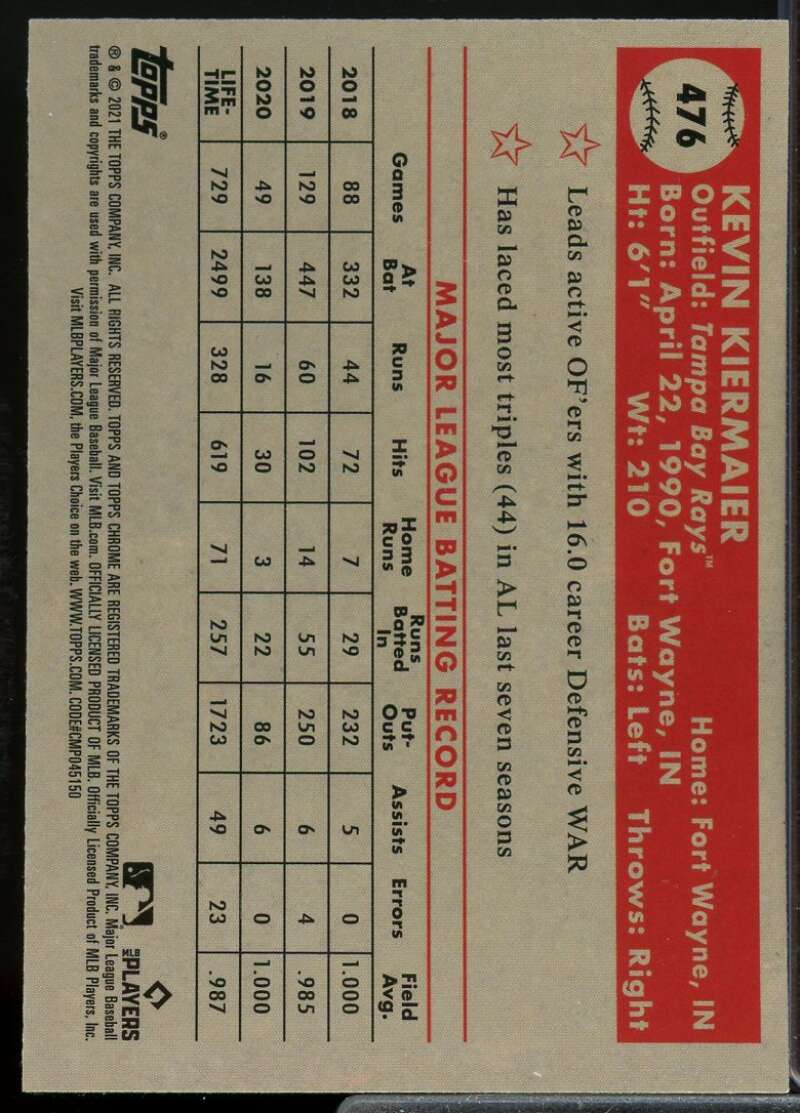 476
KEVIN KIERMAIER
Outfield: Tampa Bay Rays™ Home: Fort Wayne, IN
Born: April 22, 1990, Fort Wayne, IN
Ht: 6'1" Wt: 210 Bats: Left Throws: Right
Leads active OF'ers with 16.0 career Defensive WAR
Has laced most triples (44) in AL last seven seasons
MAJOR LEAGUE BATTING RECORD
Games At Bat Runs Hits Home Runs Runs Batted In Put-Outs Assists Errors Field Avg.
2018 88 332 44 72 7 29 232 5 0 1.000
2019 129 447 60 102 14 55 250 6 4 .985
2020 49 138 16 30 3 22 86 6 0 1.000
LIFE-TIME 729 2499 328 619 71 257 1723 49 23 .987
topps®
MLB PLAYERS
® & © 2021 THE TOPPS COMPANY, INC. ALL RIGHTS RESERVED. TOPPS AND TOPPS CHROME ARE REGISTERED TRADEMARKS OF THE TOPPS COMPANY, INC. Major League Baseball
trademarks and copyrights are used with permission of Major League Baseball. Visit MLB.com. OFFICIALLY LICENSED PRODUCT OF MLB. Officially Licensed Product of MLB Players, Inc.
Visit MLBPLAYERS.COM, the Players Choice on the web. WWW.TOPPS.COM. CODE#CMP045150